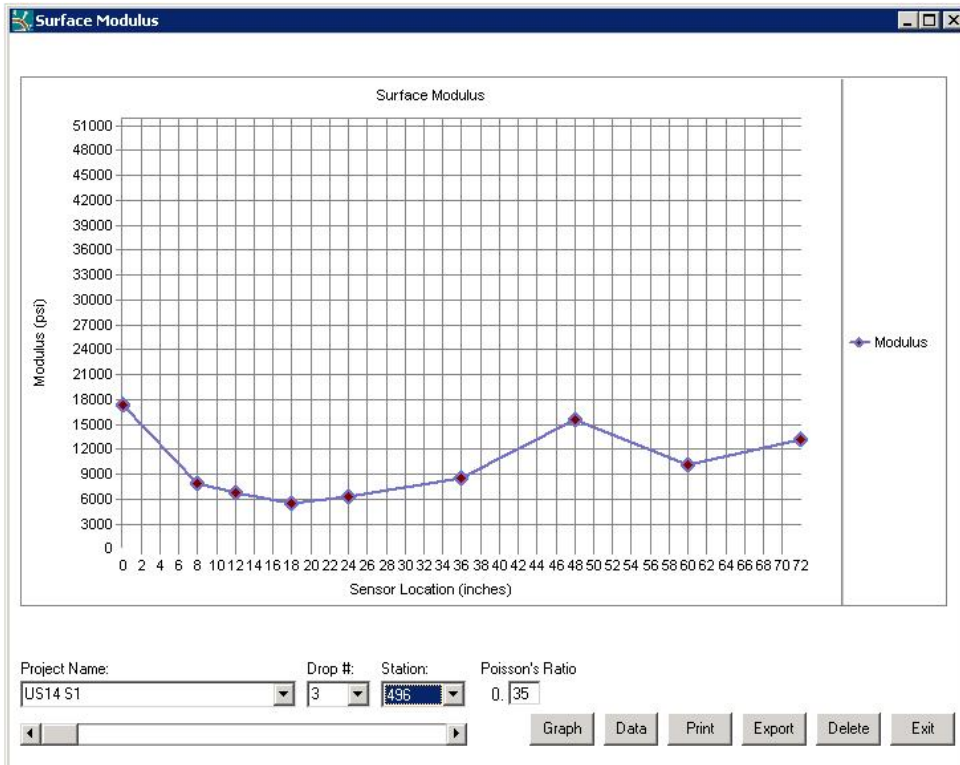 Surface Modulus
Surface Modulus
51000
48000
45000
42000
39000
36000
33000
30000
27000
24000
21000
18000
15000
12000
9000
6000
3000
0
Modulus (psi)
Modulus
0 2 4 6 8 10 12 14 16 18 20 22 24 26 28 30 32 34 36 38 40 42 44 46 48 50 52 54 56 58 60 62 64 66 68 70 72
Sensor Location (inches)
Project Name: Drop #: Station: Poisson's Ratio
US14 S1 3 496 0. 35
Graph Data Print Export Delete Exit